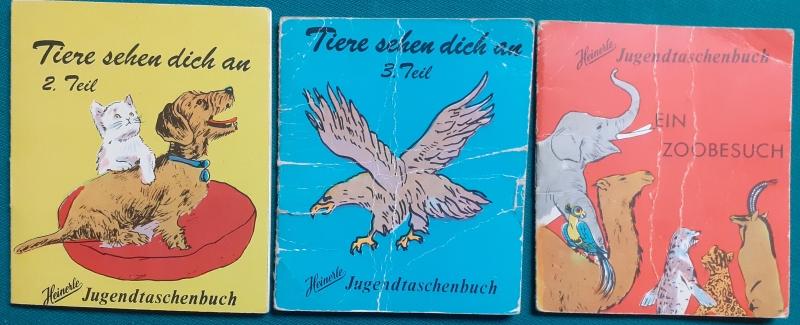 Tiere sehen dich an
2. Teil
Heinerle Jugendtaschenbuch
Tiere sehen dich an
3. Teil
Heinerle Jugendtaschenbuch
Heinerle Jugendtaschenbuch
EIN
ZOOBESUCH